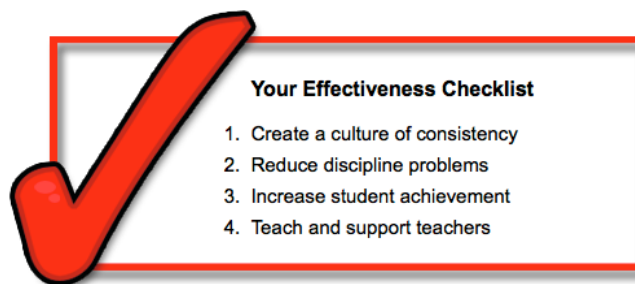 Your Effectiveness Checklist
1. Create a culture of consistency
2. Reduce discipline problems
3. Increase student achievement
4. Teach and support teachers